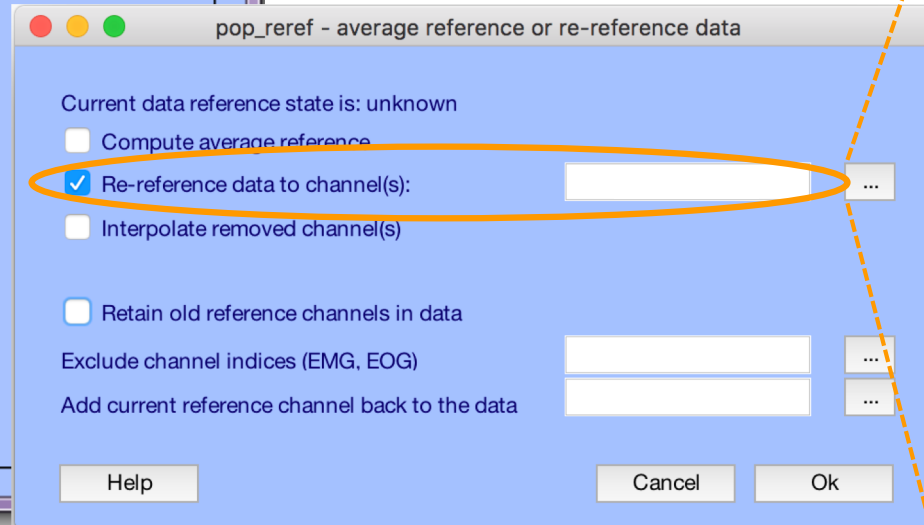 pop_reref - average reference or re-reference data
Current data reference state is: unknown
Compute average reference
Re-reference data to channel(s):
...
Interpolate removed channel(s)
Retain old reference channels in data
Exclude channel indices (EMG, EOG)
...
Add current reference channel back to the data
...
Help
Cancel
Ok